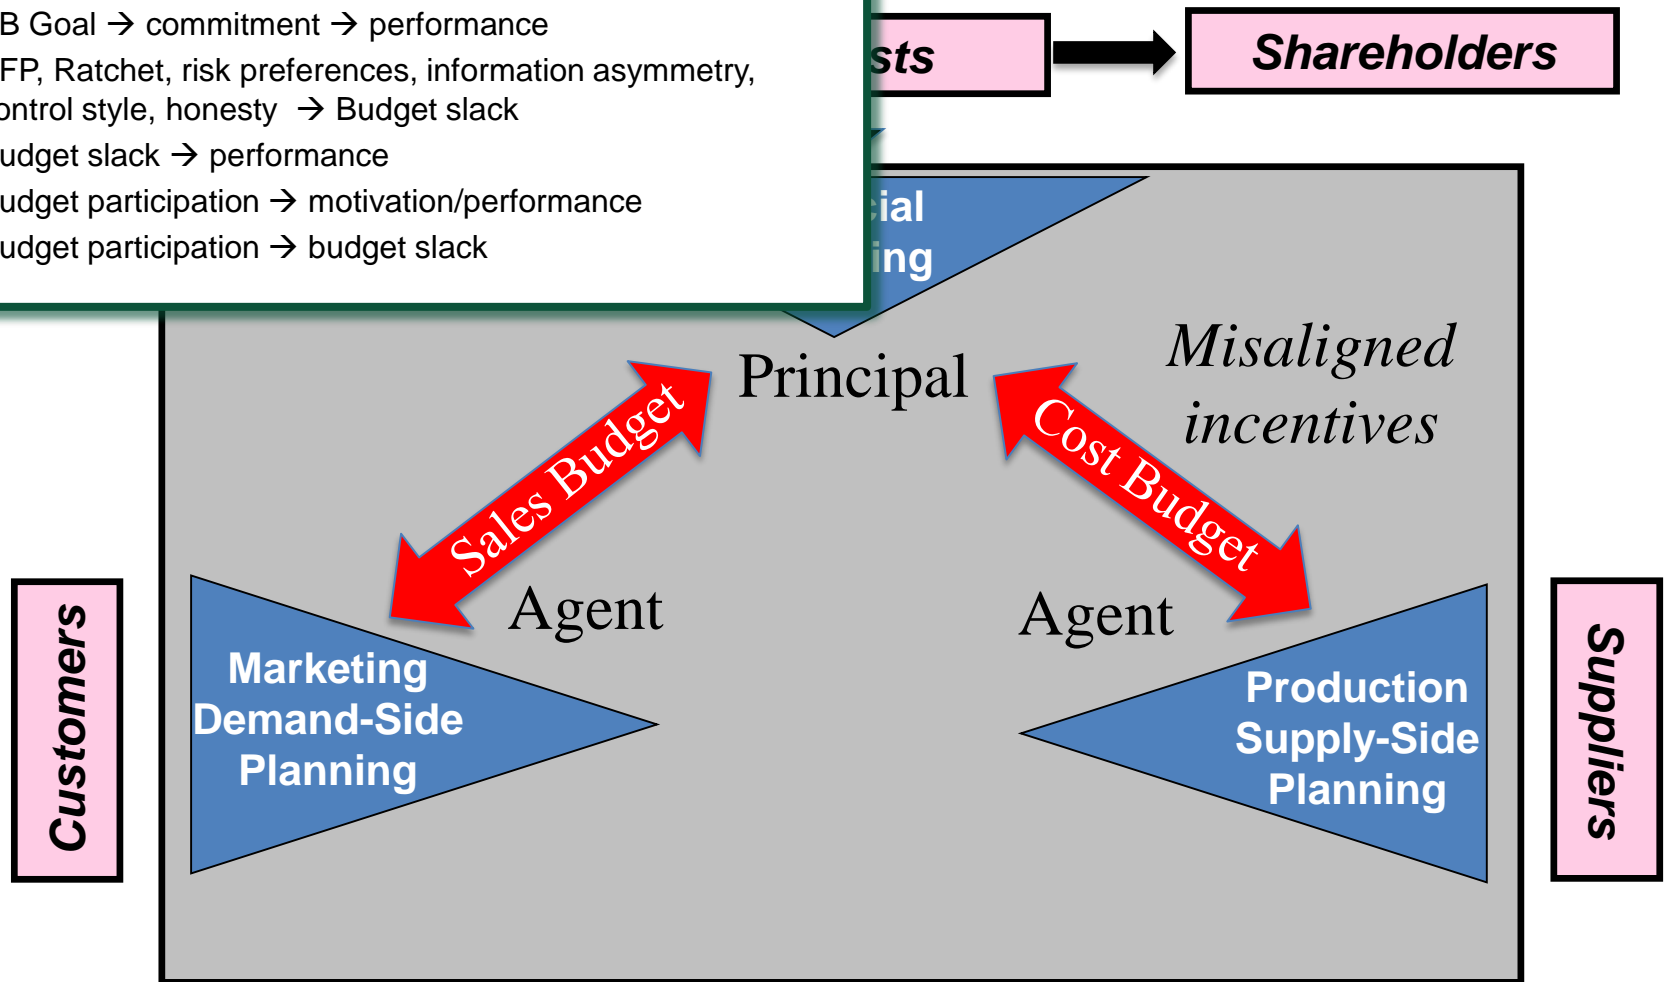 B Goal → commitment → performance
FP, Ratchet, risk preferences, information asymmetry,
ontrol style, honesty → Budget slack
udget slack → performance
udget participation → motivation/performance
udget participation → budget slack
sts
Shareholders
ial
ing
Principal
Misaligned
incentives
Sales Budget
Cost Budget
Agent
Agent
Customers
Marketing
Demand-Side
Planning
Production
Supply-Side
Planning
Suppliers